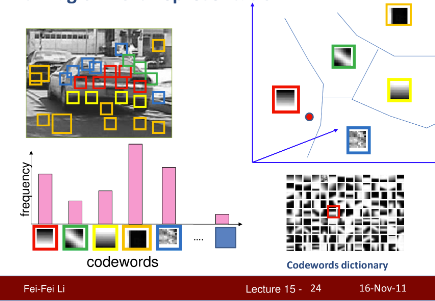 frequency
....
codewords
Codewords dictionary
Fei-Fei Li
Lecture 15 - 24
16-Nov-11